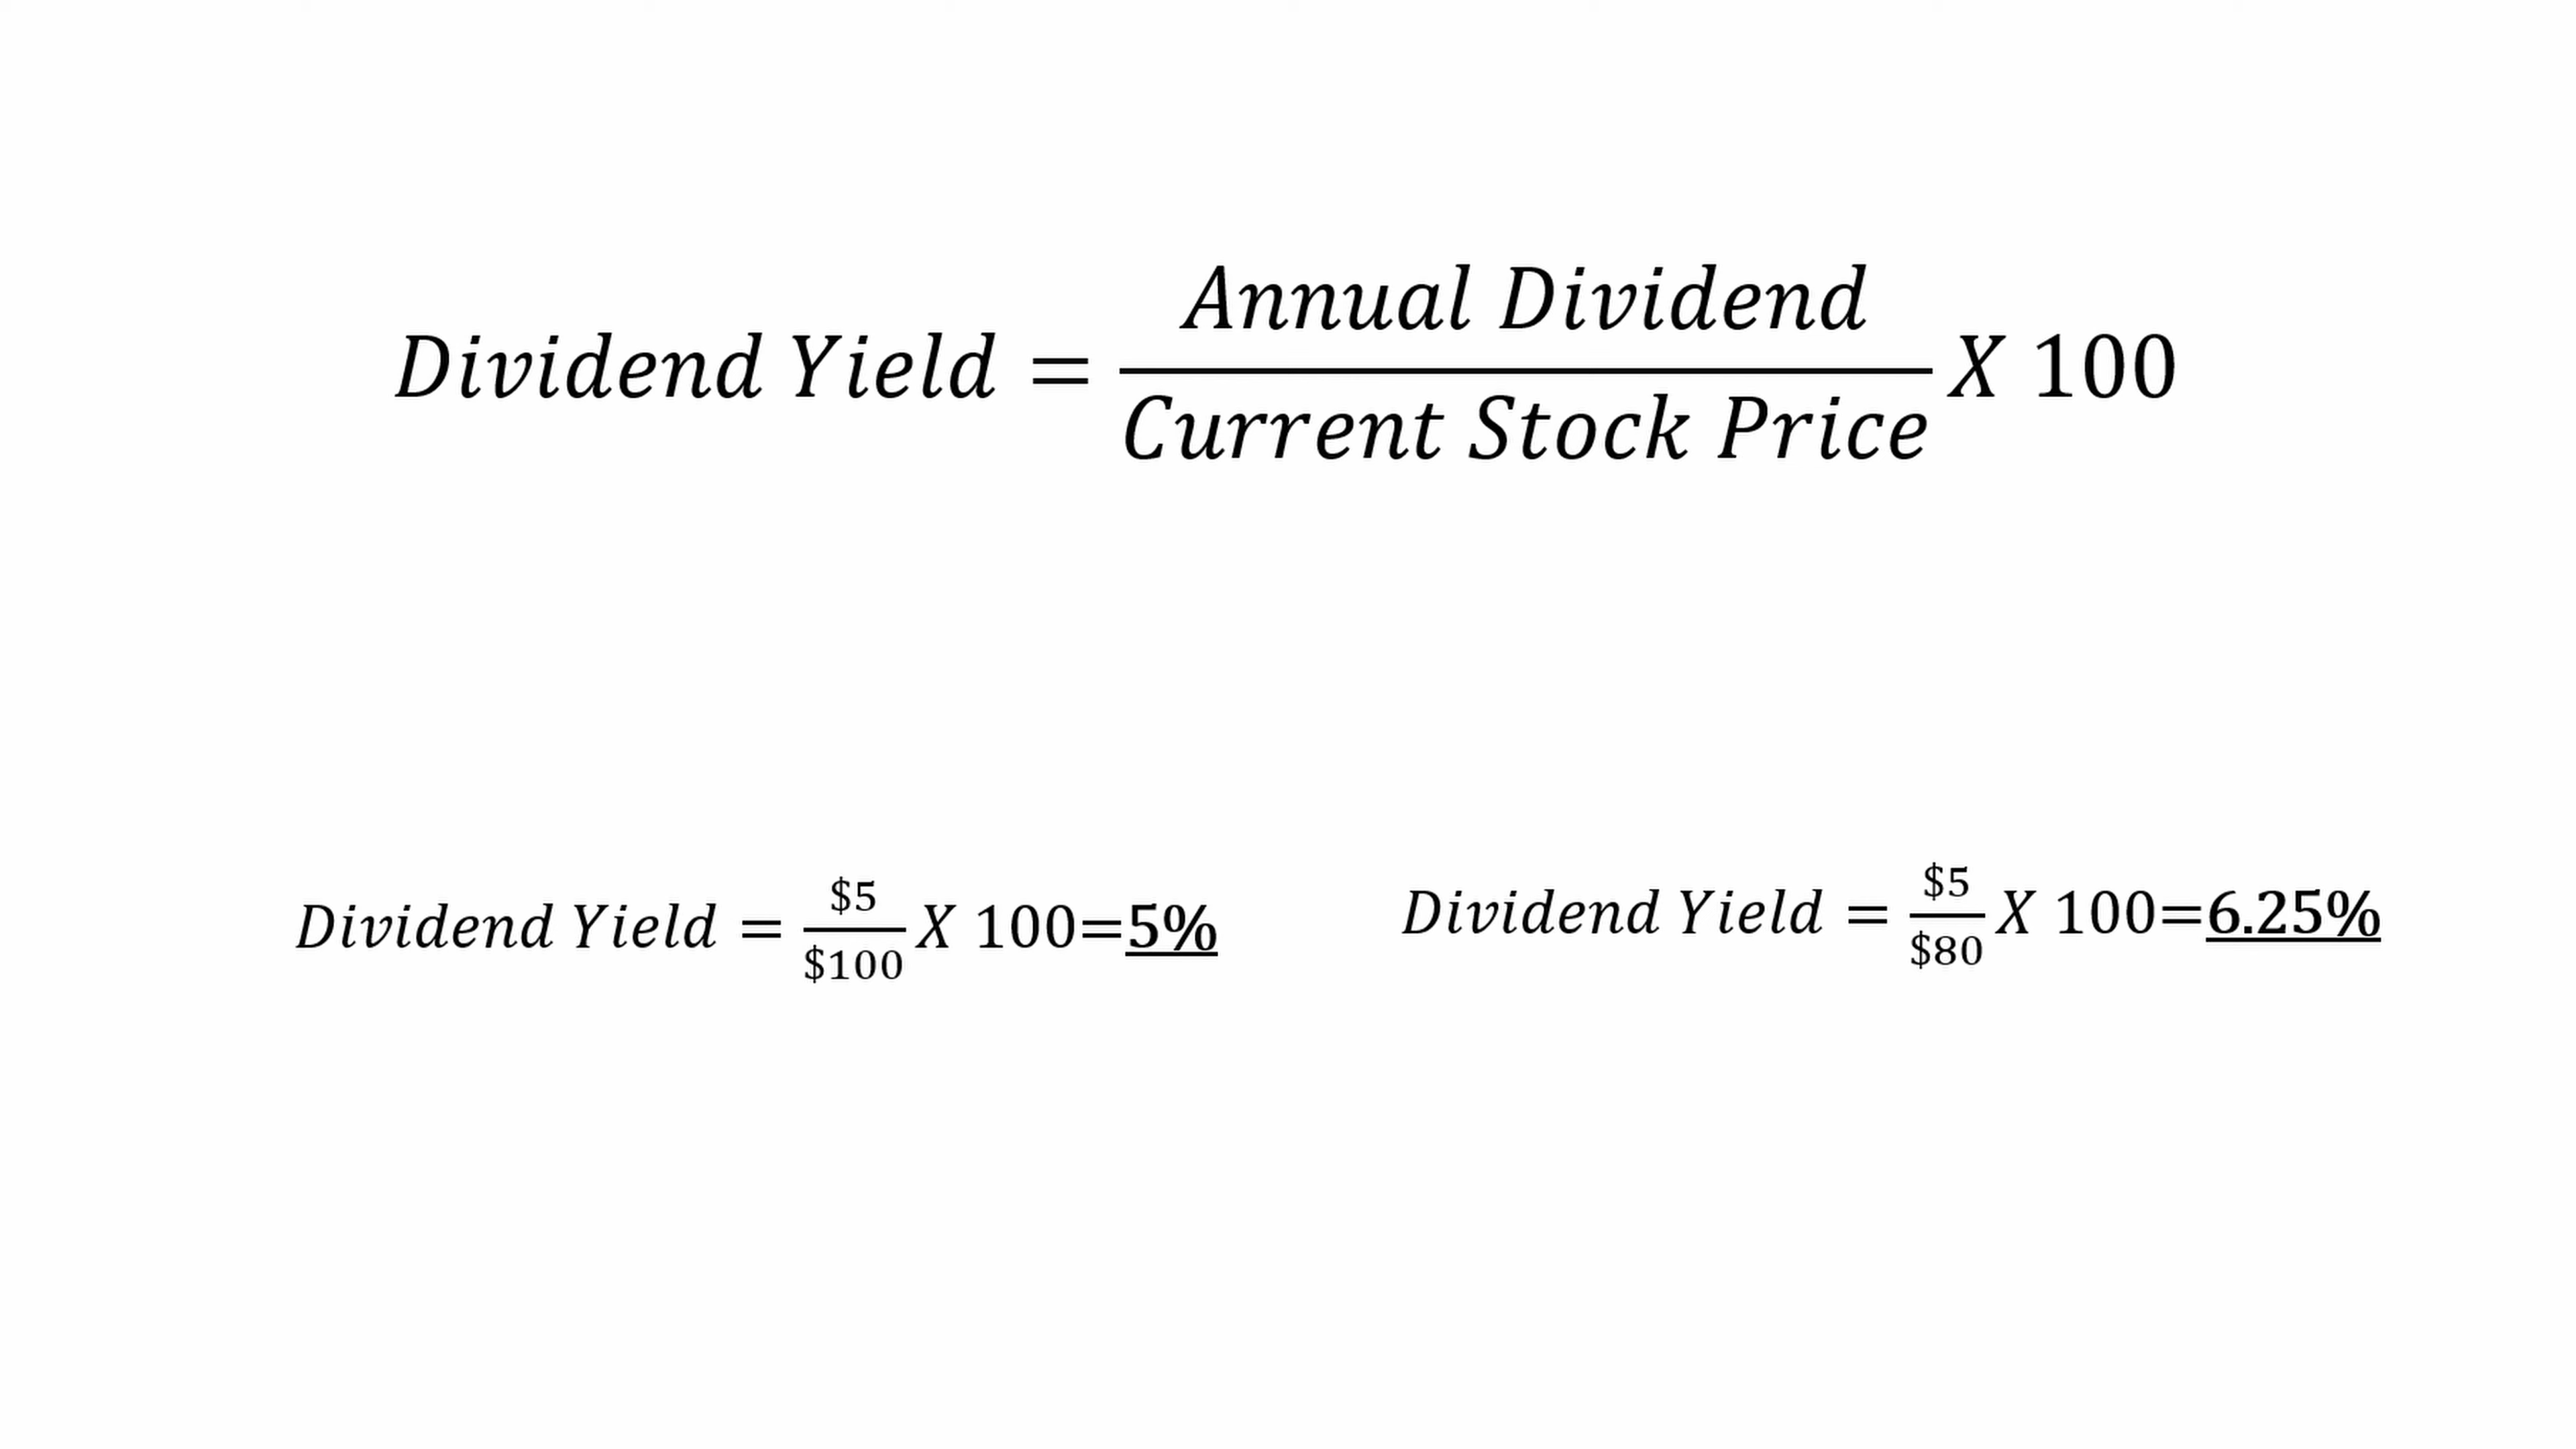 Dividend Yield = Annual Dividend / Current Stock Price X 100
Dividend Yield = $5 / $100 X 100=5%
Dividend Yield = $5 / $80 X 100=6.25%